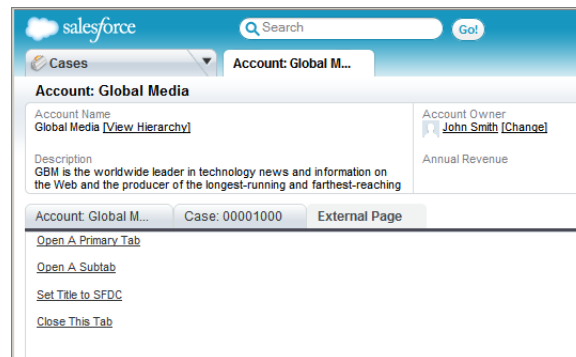 salesforce
Search
Go!
Cases
Account: Global M...
Account: Global Media
Account Name
Global Media [View Hierarchy]
Account Owner
John Smith [Change]
Description
GBM is the worldwide leader in technology news and information on
the Web and the producer of the longest-running and farthest-reaching
Annual Revenue
Account: Global M...
Case: 00001000
External Page
Open A Primary Tab
Open A Subtab
Set Title to SFDC
Close This Tab